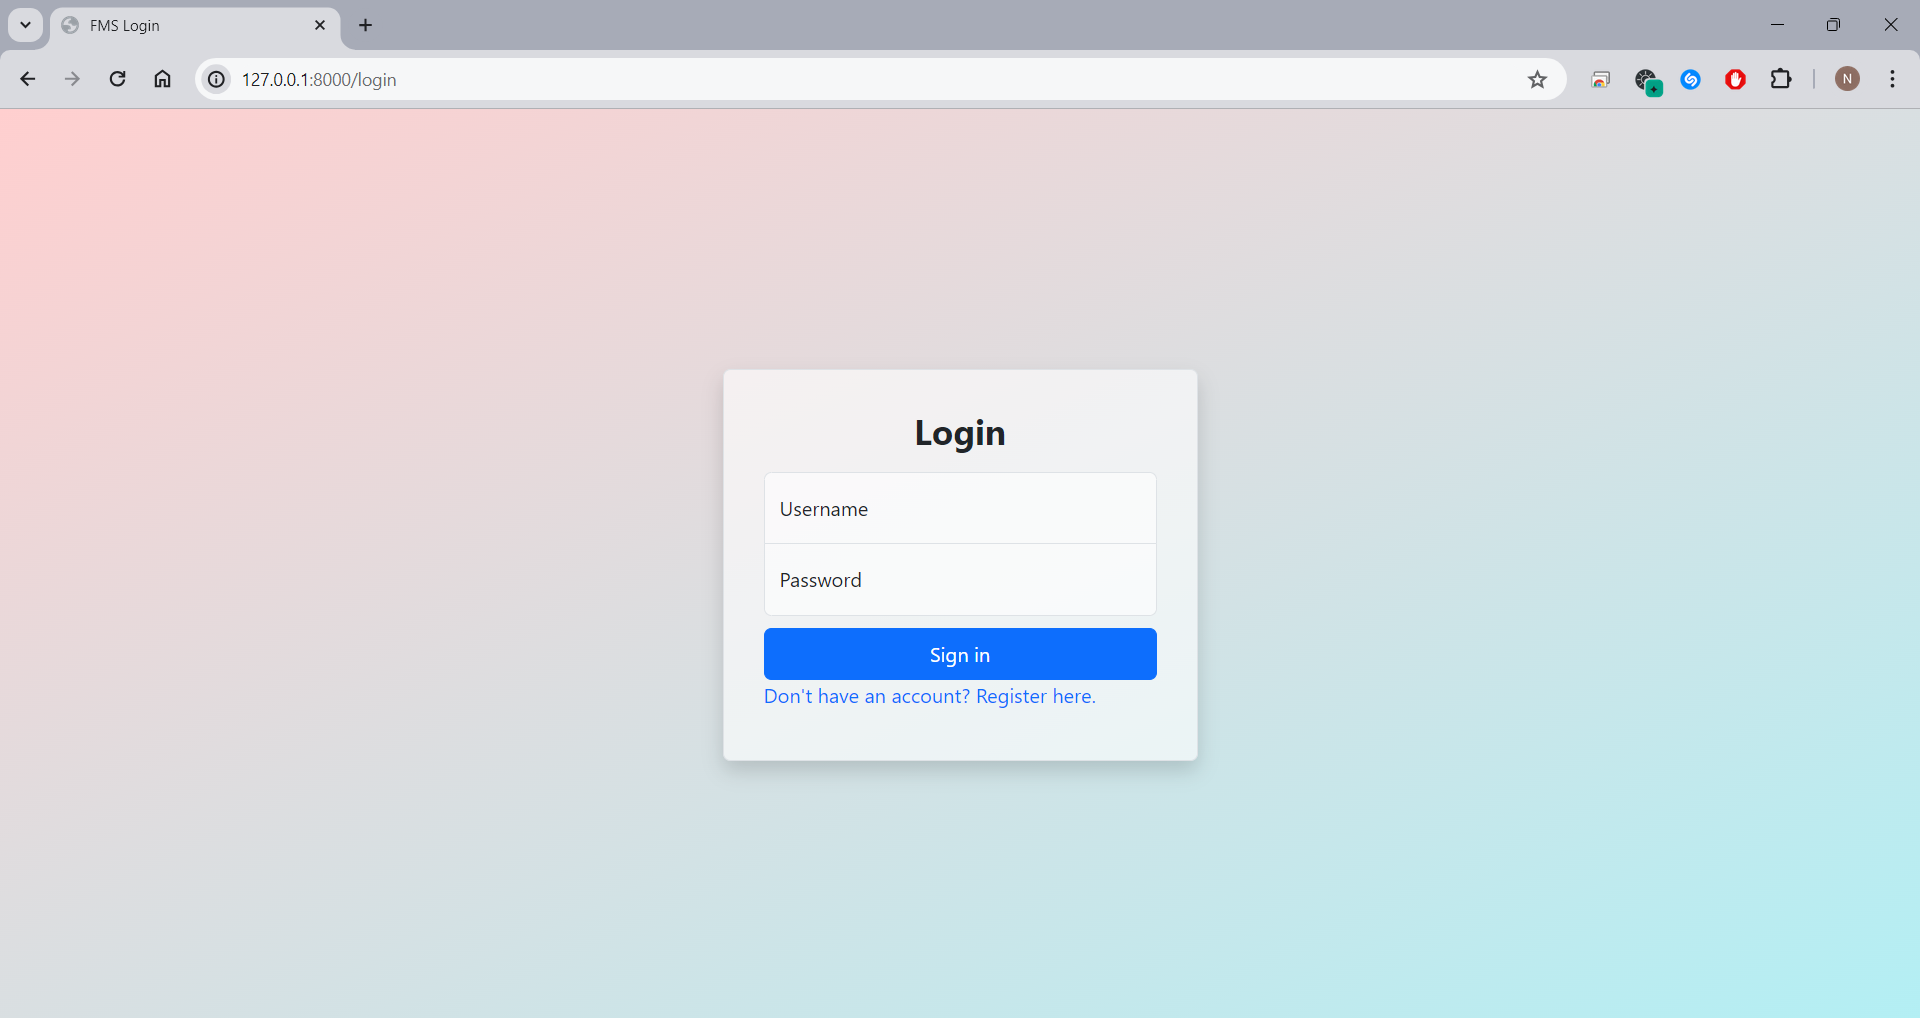 FMS Login
127.0.0.1:8000/login
N
Login
Username
Password
Sign in
Don't have an account? Register here.